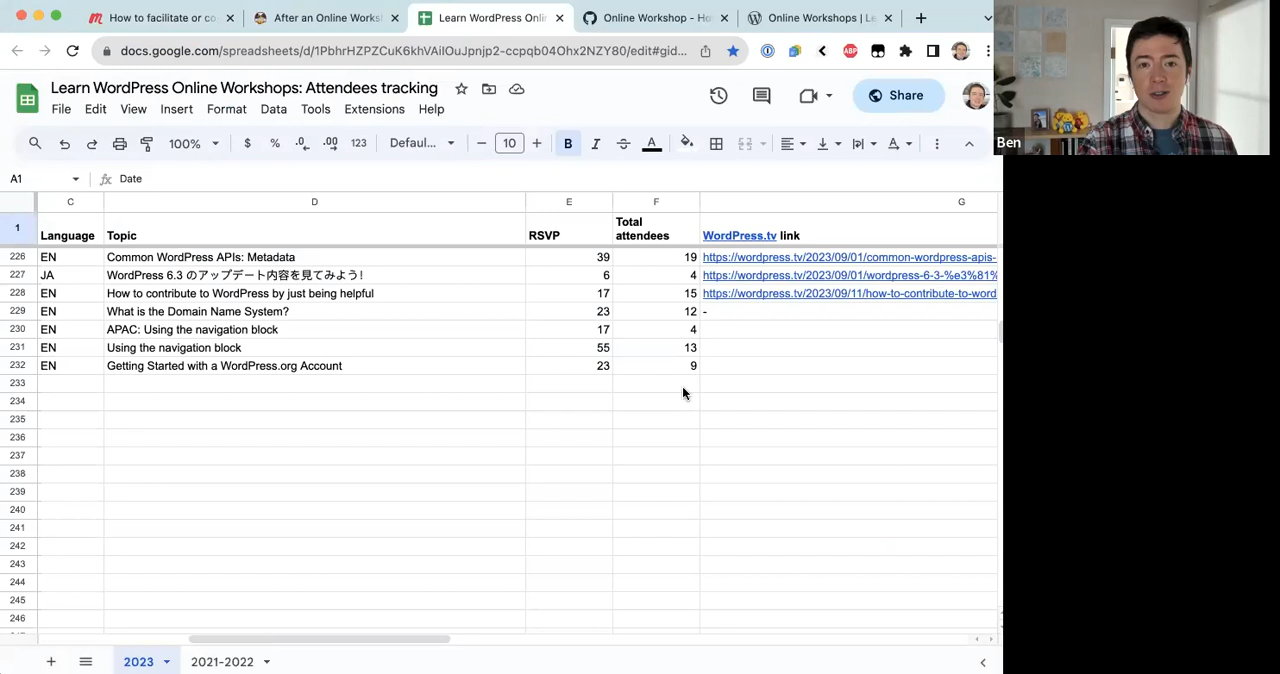 How to facilitate or co
After an Online Works
Learn WordPress Onli
Online Workshop - Ho
Online Workshops | Le
docs.google.com/spreadsheets/d/1PbhrHZPZCuK6khVAiIOuJpnjp2-ccpqb04Ohx2NZY80/edit#gid...
ABP
Learn WordPress Online Workshops: Attendees tracking
File Edit View Insert Format Data Tools Extensions Help
Share
Ben
100% $ % .0 .00 123 Defaul... 10 B I A
A1 fx Date
C D E F G
1 Language Topic RSVP Total attendees WordPress.tv link
226 EN Common WordPress APIs: Metadata 39 19 https://wordpress.tv/2023/09/01/common-wordpress-apis-
227 JA WordPress 6.3 のアップデート内容を見てみよう! 6 4 https://wordpress.tv/2023/09/01/wordpress-6-3-%e3%81%
228 EN How to contribute to WordPress by just being helpful 17 15 https://wordpress.tv/2023/09/11/how-to-contribute-to-word
229 EN What is the Domain Name System? 23 12 -
230 EN APAC: Using the navigation block 17 4
231 EN Using the navigation block 55 13
232 EN Getting Started with a WordPress.org Account 23 9
233
234
235
236
237
238
239
240
241
242
243
244
245
246
2023 2021-2022